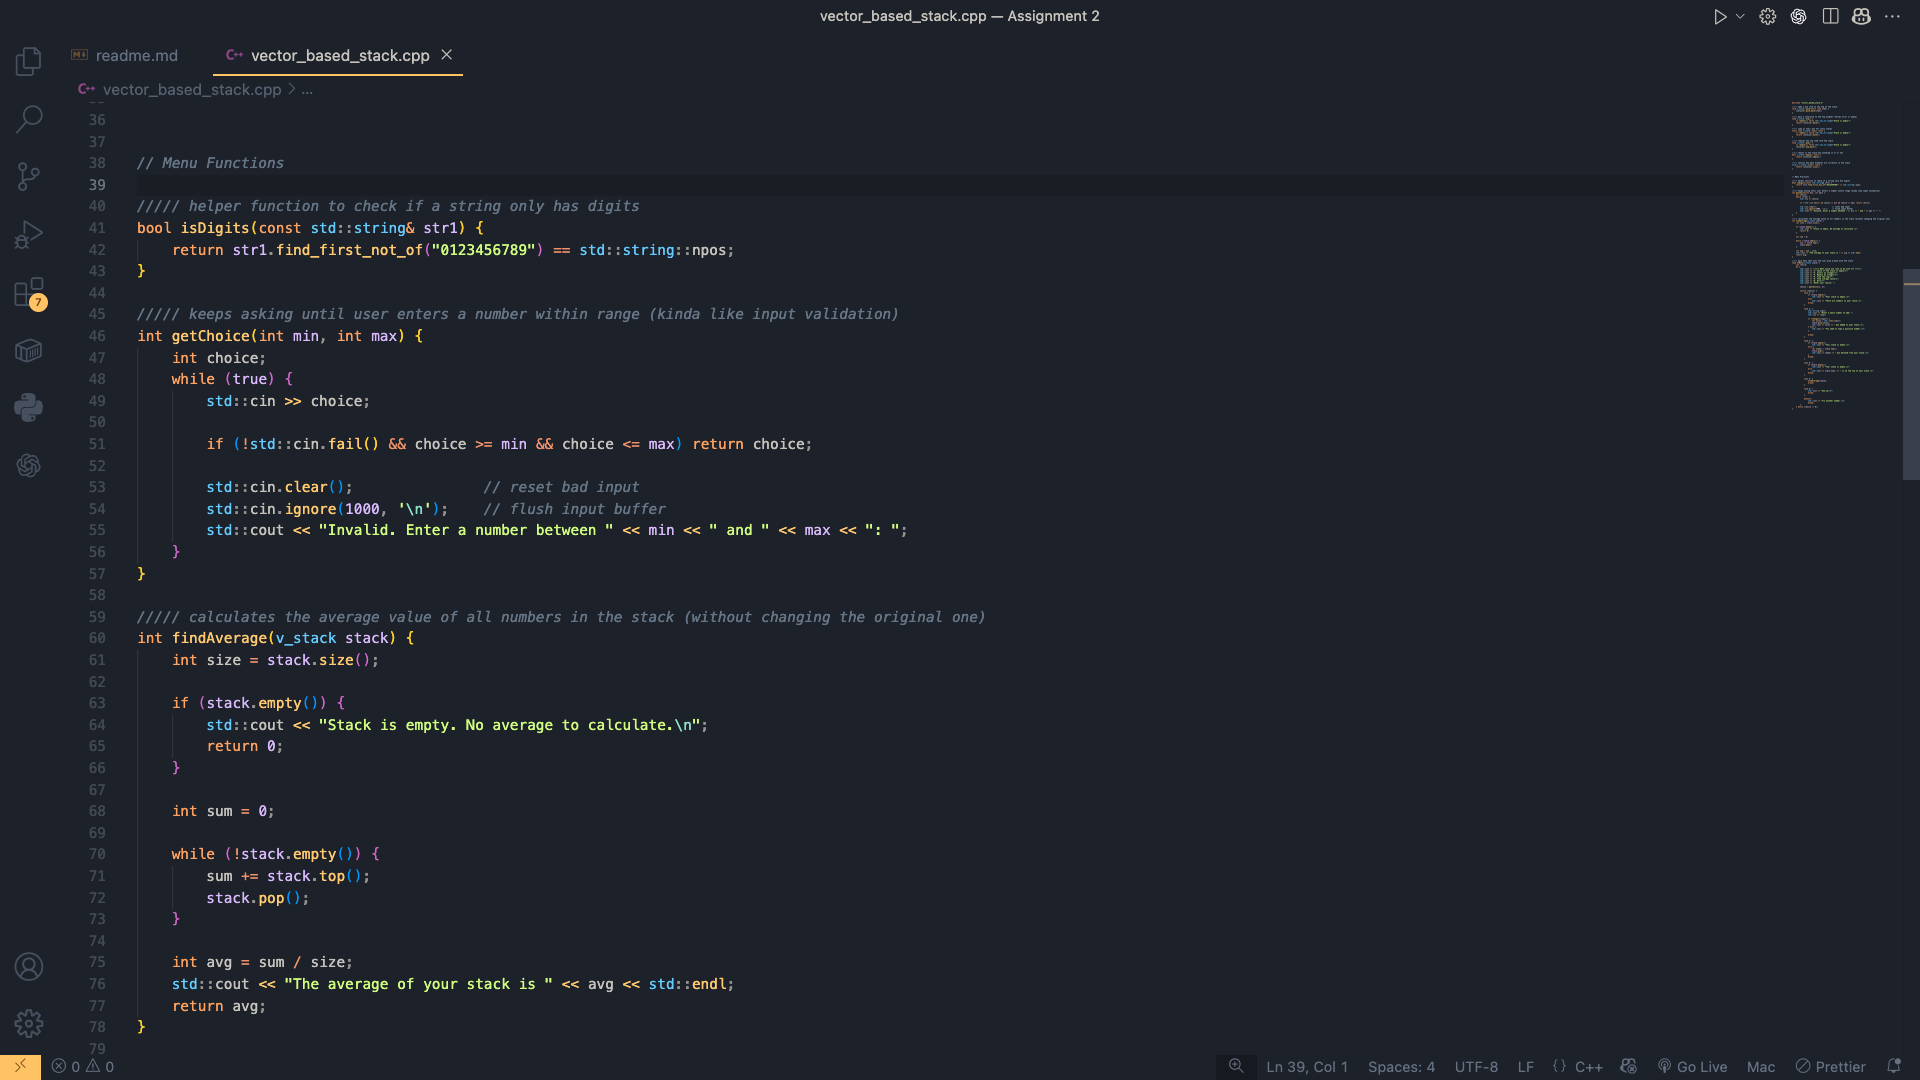 vector_based_stack.cpp — Assignment 2
readme.md
vector_based_stack.cpp
vector_based_stack.cpp > ...
36
37
38 // Menu Functions
39
40 ///// helper function to check if a string only has digits
41 bool isDigits(const std::string& str1) {
42 return str1.find_first_not_of("0123456789") == std::string::npos;
43 }
44
45 ///// keeps asking until user enters a number within range (kinda like input validation)
46 int getChoice(int min, int max) {
47 int choice;
48 while (true) {
49 std::cin >> choice;
50
51 if (!std::cin.fail() && choice >= min && choice <= max) return choice;
52
53 std::cin.clear(); // reset bad input
54 std::cin.ignore(1000, '\n'); // flush input buffer
55 std::cout << "Invalid. Enter a number between " << min << " and " << max << ": ";
56 }
57 }
58
59 ///// calculates the average value of all numbers in the stack (without changing the original one)
60 int findAverage(v_stack stack) {
61 int size = stack.size();
62
63 if (stack.empty()) {
64 std::cout << "Stack is empty. No average to calculate.\n";
65 return 0;
66 }
67
68 int sum = 0;
69
70 while (!stack.empty()) {
71 sum += stack.top();
72 stack.pop();
73 }
74
75 int avg = sum / size;
76 std::cout << "The average of your stack is " << avg << std::endl;
77 return avg;
78 }
79
7
0 0 Ln 39, Col 1 Spaces: 4 UTF-8 LF {} C++ Go Live Mac Prettier